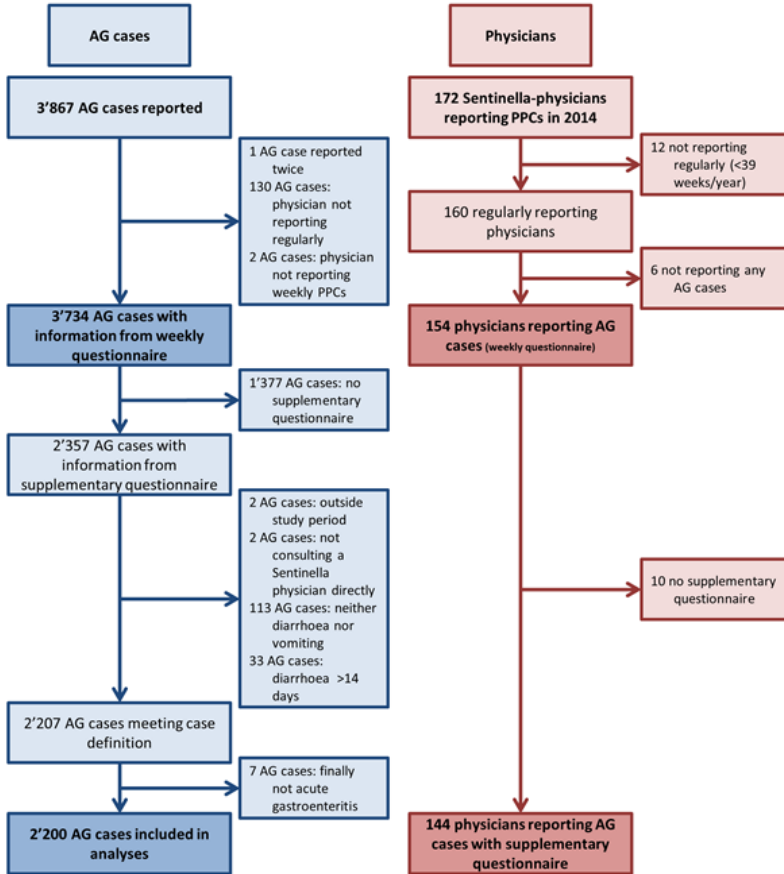 AG cases
3’867 AG cases reported
1 AG case reported
twice
130 AG cases:
physician not
reporting
regularly
2 AG cases: physician
not reporting
weekly PPCs
3’734 AG cases with
information from weekly
questionnaire
1’377 AG cases: no
supplementary
questionnaire
2’357 AG cases with
information from
supplementary questionnaire
2 AG cases: outside
study period
2 AG cases: not
consulting a
Sentinella
physician directly
113 AG cases: neither
diarrhoea nor
vomiting
33 AG cases:
diarrhoea >14
days
2’207 AG cases meeting case
definition
7 AG cases: finally
not acute
gastroenteritis
2’200 AG cases included in
analyses
Physicians
172 Sentinella-physicians
reporting PPCs in 2014
12 not reporting
regularly (<39
weeks/year)
160 regularly reporting
physicians
6 not reporting any
AG cases
154 physicians reporting AG
cases (weekly questionnaire)
10 no supplementary
questionnaire
144 physicians reporting AG
cases with supplementary
questionnaire